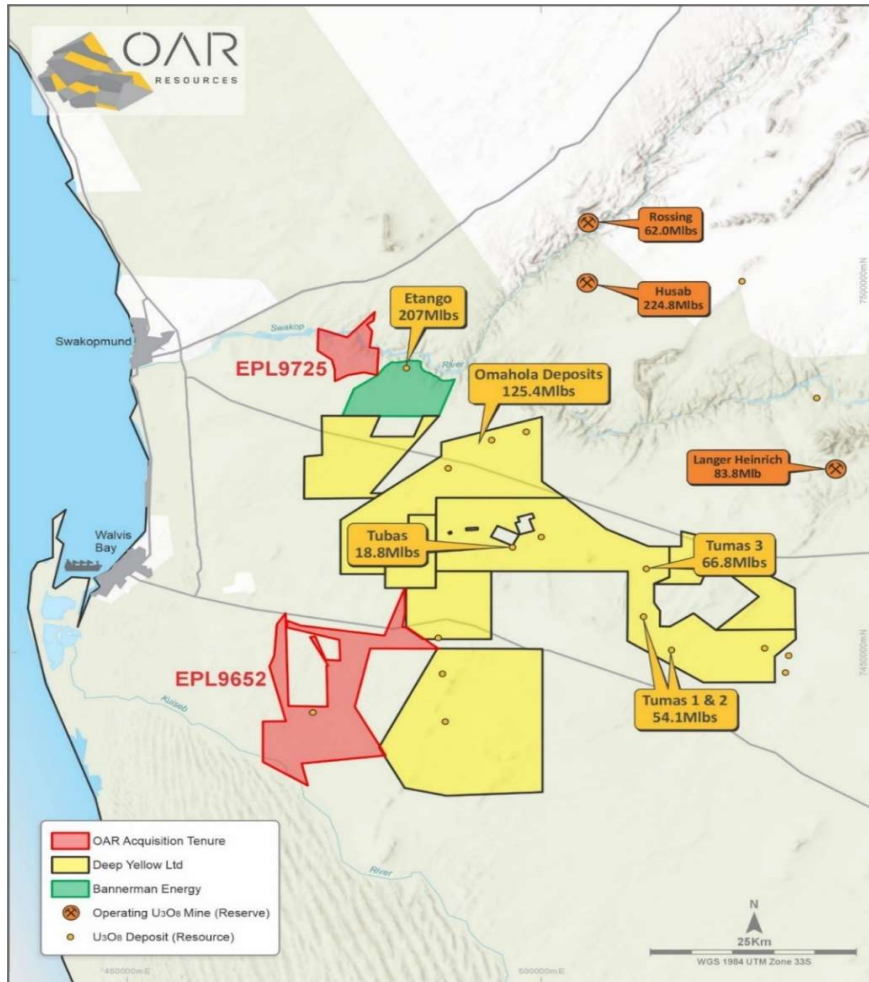 OAR
RESOURCES
Rossing
62.0Mlbs
Husab
224.8Mlbs
7500000mN
Etango
207Mlbs
Swakop
Swakopmund
River
EPL9725
Omahola Deposits
125.4Mlbs
Langer Heinrich
83.8Mlb
Walvis
Bay
Tubas
18.8Mlbs
Tumas 3
66.8Mlbs
7450000mN
EPL9652
Kuiseb
Tumas 1 & 2
54.1Mlbs
OAR Acquisition Tenure
Deep Yellow Ltd
Bannerman Energy
Operating U3O8 Mine (Reserve)
U3O8 Deposit (Resource)
River
N
25Km
WGS 1984 UTM Zone 33S
450000mE
500000mE